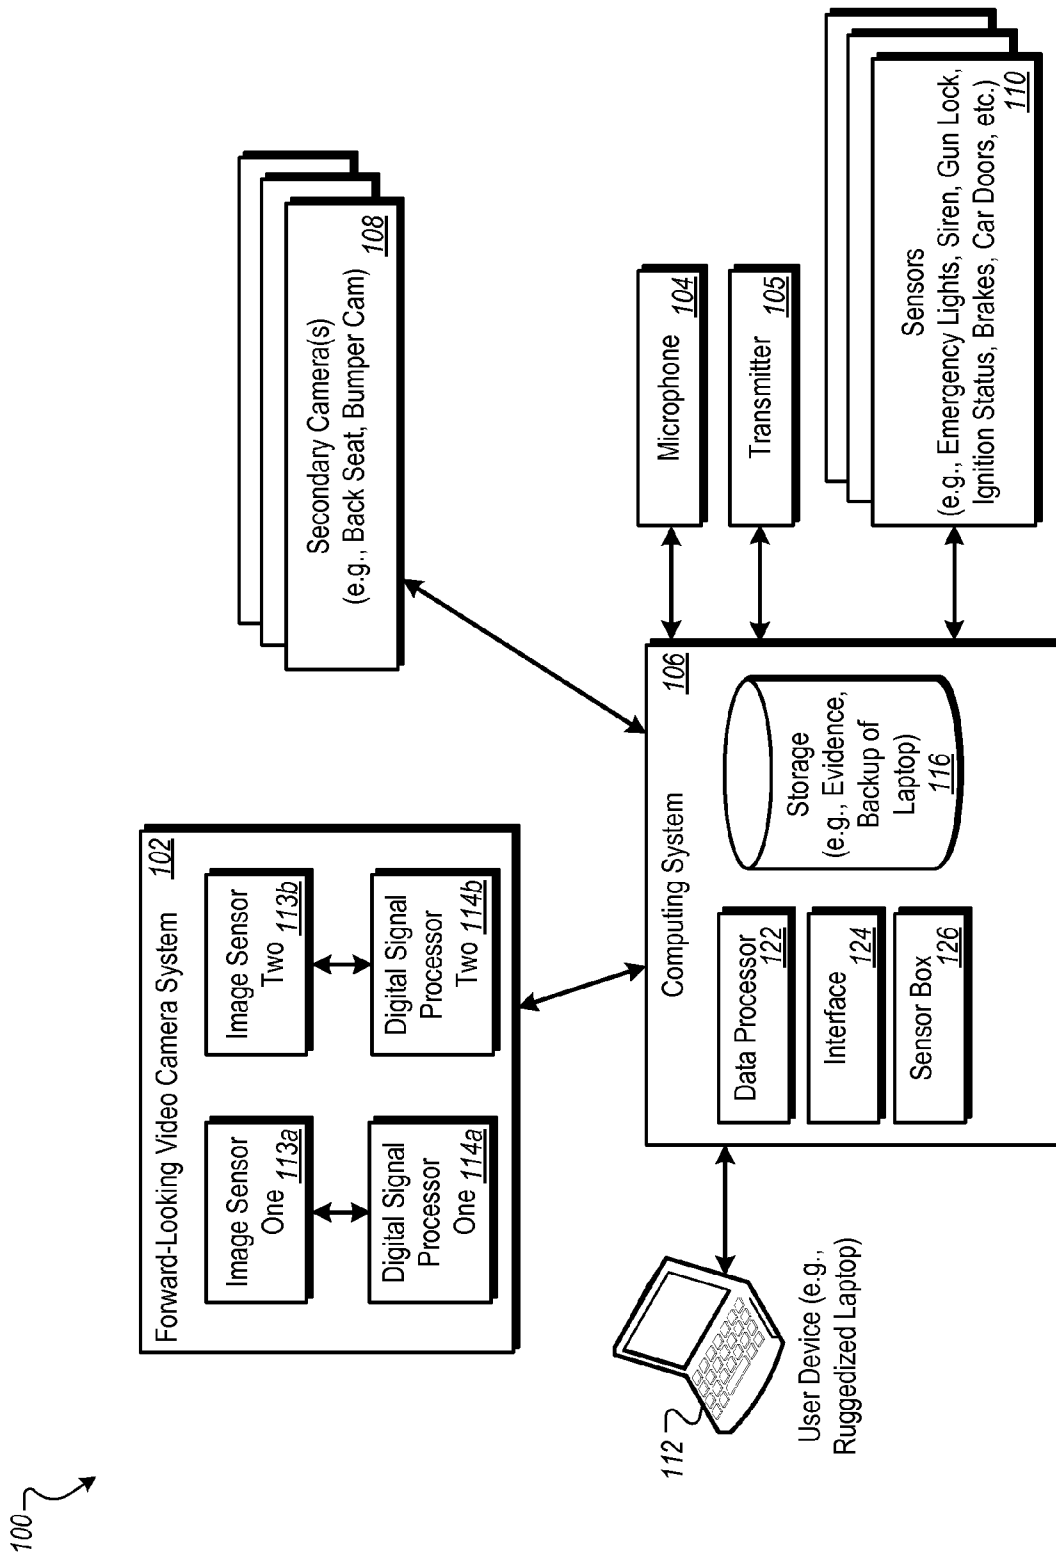 100
Forward-Looking Video Camera System 102
Image Sensor
One 113a
Image Sensor
Two 113b
Digital Signal
Processor
One 114a
Digital Signal
Processor
Two 114b
Secondary Camera(s)
(e.g., Back Seat, Bumper Cam)
108
112
User Device (e.g.,
Ruggedized Laptop)
Computing System 106
Data Processor
122
Interface
124
Sensor Box
126
Storage
(e.g., Evidence,
Backup of
Laptop)
116
Microphone
104
Transmitter
105
Sensors
(e.g., Emergency Lights, Siren, Gun Lock,
Ignition Status, Brakes, Car Doors, etc.)
110